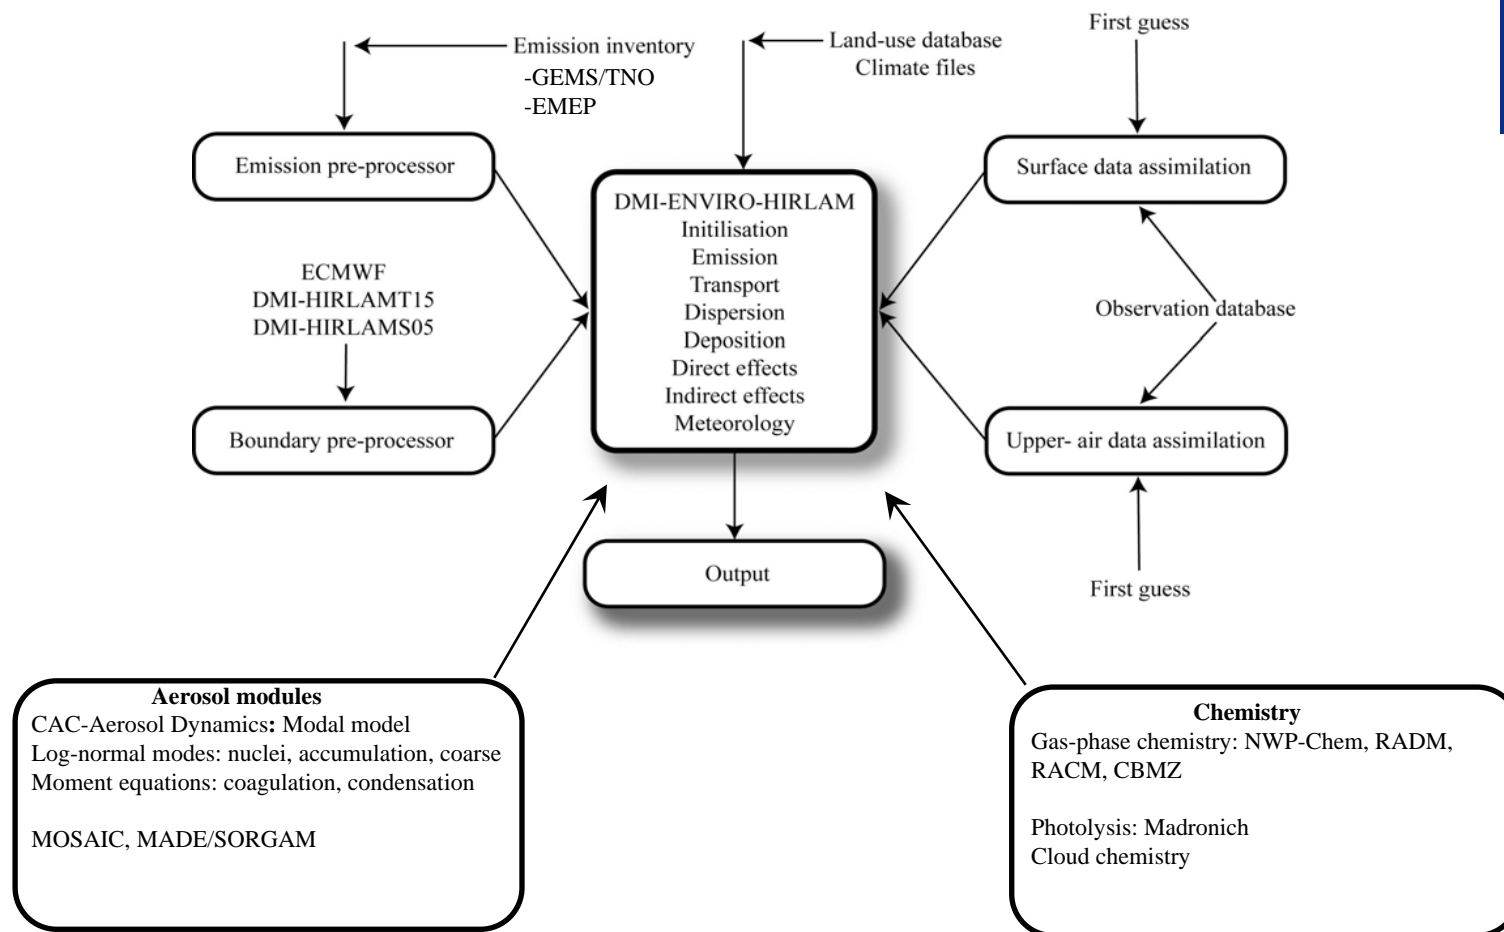 Emission inventory
-GEMS/TNO
-EMEP
Land-use database
Climate files
First guess
Emission pre-processor
Surface data assimilation
DMI-ENVIRO-HIRLAM
Initilisation
Emission
Transport
Dispersion
Deposition
Direct effects
Indirect effects
Meteorology
ECMWF
DMI-HIRLAMT15
DMI-HIRLAMS05
Observation database
Boundary pre-processor
Upper- air data assimilation
Output
First guess
Aerosol modules
CAC-Aerosol Dynamics: Modal model
Log-normal modes: nuclei, accumulation, coarse
Moment equations: coagulation, condensation
MOSAIC, MADE/SORGAM
Chemistry
Gas-phase chemistry: NWP-Chem, RADM,
RACM, CBMZ
Photolysis: Madronich
Cloud chemistry